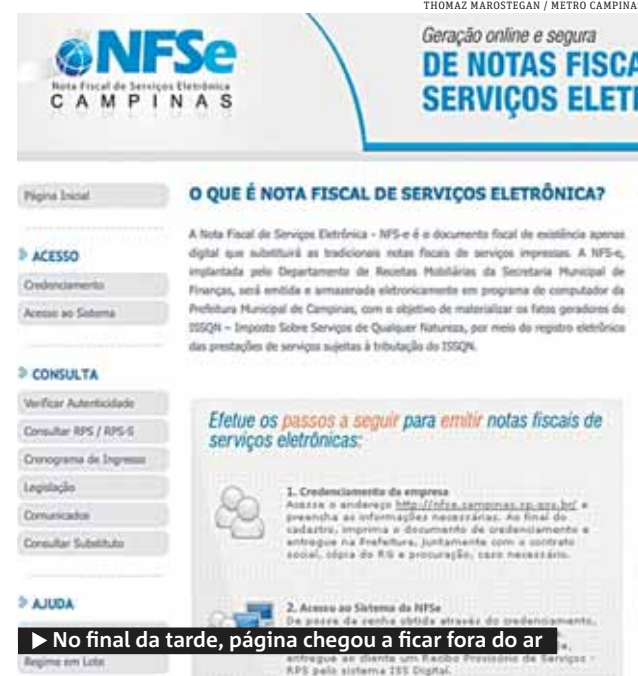 THOMAZ MAROSTEGAN / METRO CAMPINA
NFSe
Nota Fiscal de Serviços Eletrônica
CAMPINAS
Geração online e segura
DE NOTAS FISCA
SERVIÇOS ELET
Página Inicial
ACESSO
Credenciamento
Acesso ao Sistema
CONSULTA
Verificar Autenticidade
Consultar RPS / RPS-S
Cronograma de Ingresso
Legislação
Comunicados
Consultar Substituto
AJUDA
Regime em Lote
O QUE É NOTA FISCAL DE SERVIÇOS ELETRÔNICA?
A Nota Fiscal de Serviços Eletrônica - NFS-e é o documento fiscal de existência apenas
digital que substituirá as tradicionais notas fiscais de serviços impressas. A NFS-e,
implantada pelo Departamento de Receitas Mobiliárias da Secretaria Municipal de
Finanças, será emitida e armazenada eletronicamente em programa de computador da
Prefeitura Municipal de Campinas, com o objetivo de materializar os fatos geradores do
ISSQN – Imposto Sobre Serviços de Qualquer Natureza, por meio do registro eletrônico
das prestações de serviços sujeitas à tributação do ISSQN.
Efetue os passos a seguir para emitir notas fiscais de
serviços eletrônicas:
1. Credenciamento da empresa
Acesse o endereço http://nfse.campinas.sp.gov.br/ e
preencha as informações necessárias. Ao final do
cadastro, imprima o documento de credenciamento e
entregue na Prefeitura, juntamente com o contrato
social, cópia do RG e procuração, caso necessário.
2. Acesso ao Sistema da NFSe
De posse da senha obtida através do credenciamento,
entregue ao cliente um Recibo Provisório de Serviços -
RPS pelo sistema ISS Digital.
No final da tarde, página chegou a ficar fora do ar